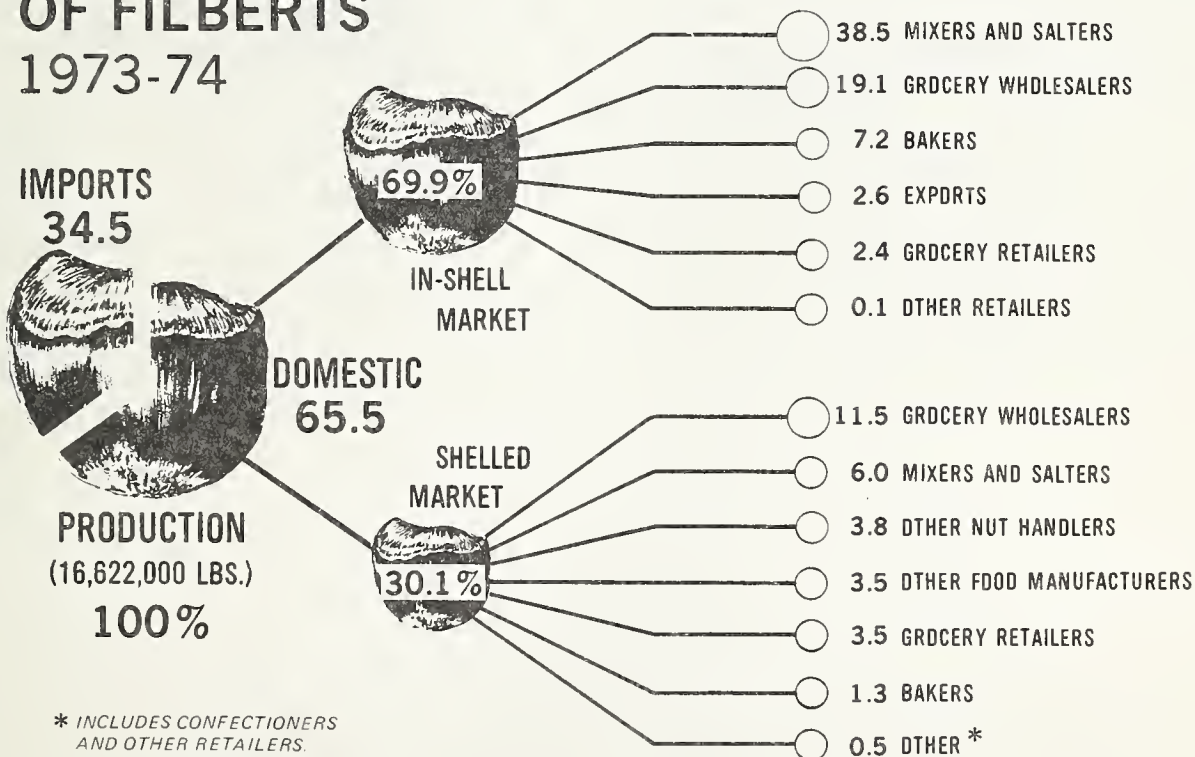 OF FILBERTS
1973-74
IMPORTS
34.5
DOMESTIC
65.5
PRODUCTION
(16,622,000 LBS.)
100%
69.9%
IN-SHELL
MARKET
38.5 MIXERS AND SALTERS
19.1 GROCERY WHOLESALERS
7.2 BAKERS
2.6 EXPORTS
2.4 GROCERY RETAILERS
0.1 OTHER RETAILERS
SHELLED
MARKET
30.1%
11.5 GROCERY WHOLESALERS
6.0 MIXERS AND SALTERS
3.8 OTHER NUT HANDLERS
3.5 OTHER FOOD MANUFACTURERS
3.5 GROCERY RETAILERS
1.3 BAKERS
0.5 OTHER *
* INCLUDES CONFECTIONERS
AND OTHER RETAILERS.